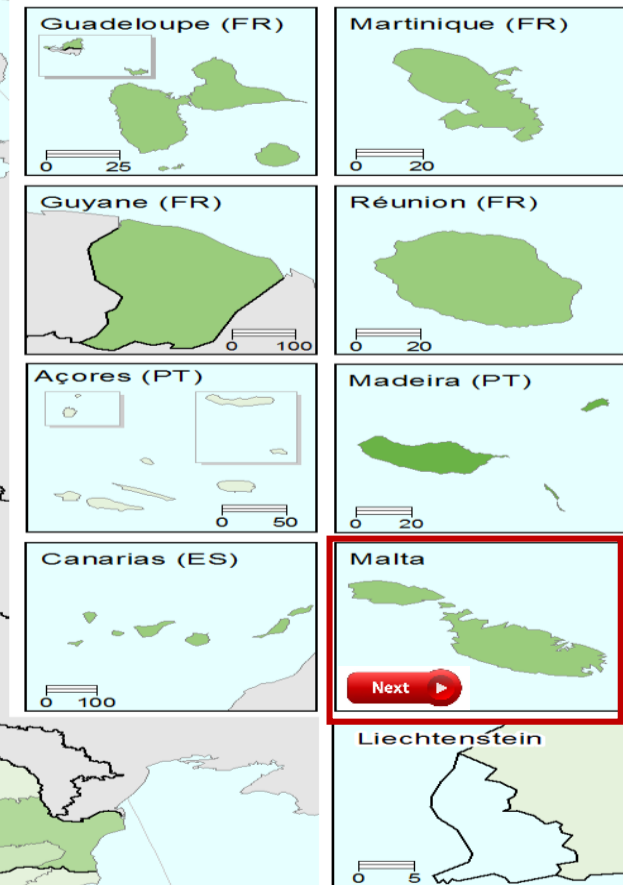 Guadeloupe (FR)
0 25
Martinique (FR)
0 20
Guyane (FR)
0 100
Réunion (FR)
0 20
Açores (PT)
0 50
Madeira (PT)
0 20
Canarias (ES)
0 100
Malta
Next
Liechtenstein
0 5